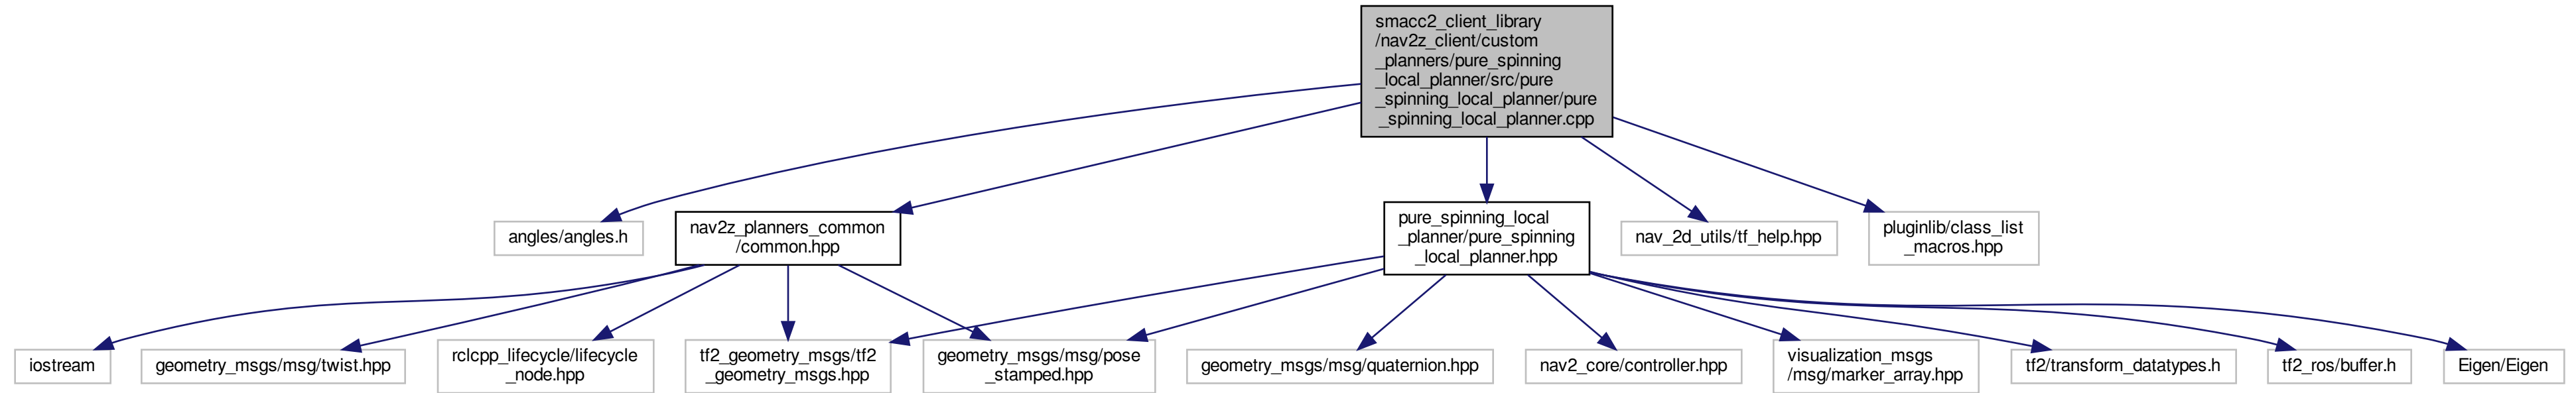 smacc2_client_library
/nav2z_client/custom
_planners/pure_spinning
_local_planner/src/pure
_spinning_local_planner/pure
_spinning_local_planner.cpp
angles/angles.h
nav2z_planners_common
/common.hpp
pure_spinning_local
_planner/pure_spinning
_local_planner.hpp
nav_2d_utils/tf_help.hpp
pluginlib/class_list
_macros.hpp
iostream
geometry_msgs/msg/twist.hpp
rclcpp_lifecycle/lifecycle
_node.hpp
tf2_geometry_msgs/tf2
_geometry_msgs.hpp
geometry_msgs/msg/pose
_stamped.hpp
geometry_msgs/msg/quaternion.hpp
nav2_core/controller.hpp
visualization_msgs
/msg/marker_array.hpp
tf2/transform_datatypes.h
tf2_ros/buffer.h
Eigen/Eigen